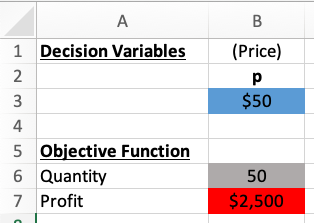 A B
1 Decision Variables (Price)
2 p
3 $50
4
5 Objective Function
6 Quantity 50
7 Profit $2,500